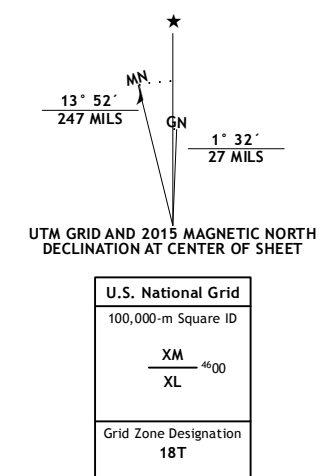 ★
MN
GN
13° 52´
247 MILS
1° 32´
27 MILS
UTM GRID AND 2015 MAGNETIC NORTH
DECLINATION AT CENTER OF SHEET
U.S. National Grid
100,000-m Square ID
XM
4600
XL
Grid Zone Designation
18T